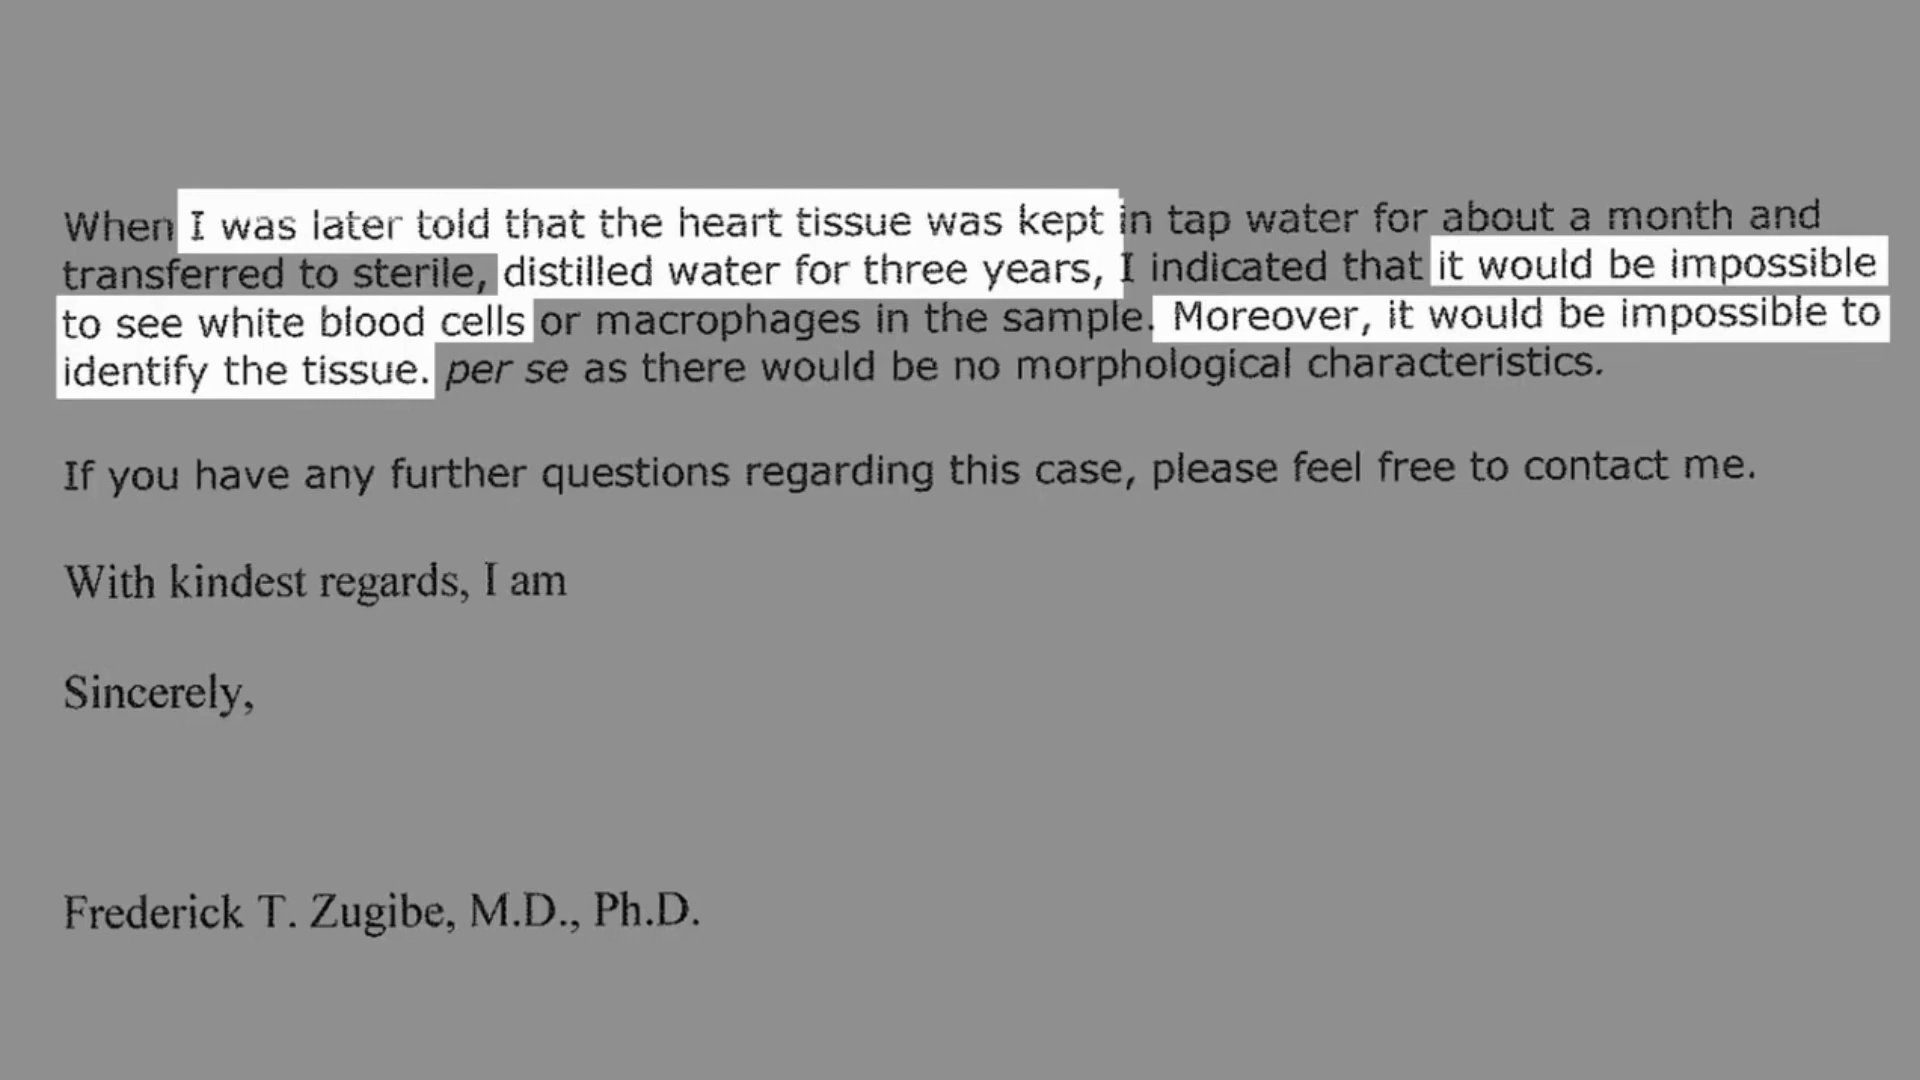 When I was later told that the heart tissue was kept in tap water for about a month and
transferred to sterile, distilled water for three years, I indicated that it would be impossible
to see white blood cells or macrophages in the sample. Moreover, it would be impossible to
identify the tissue. per se as there would be no morphological characteristics.
If you have any further questions regarding this case, please feel free to contact me.
With kindest regards, I am
Sincerely,
Frederick T. Zugibe, M.D., Ph.D.